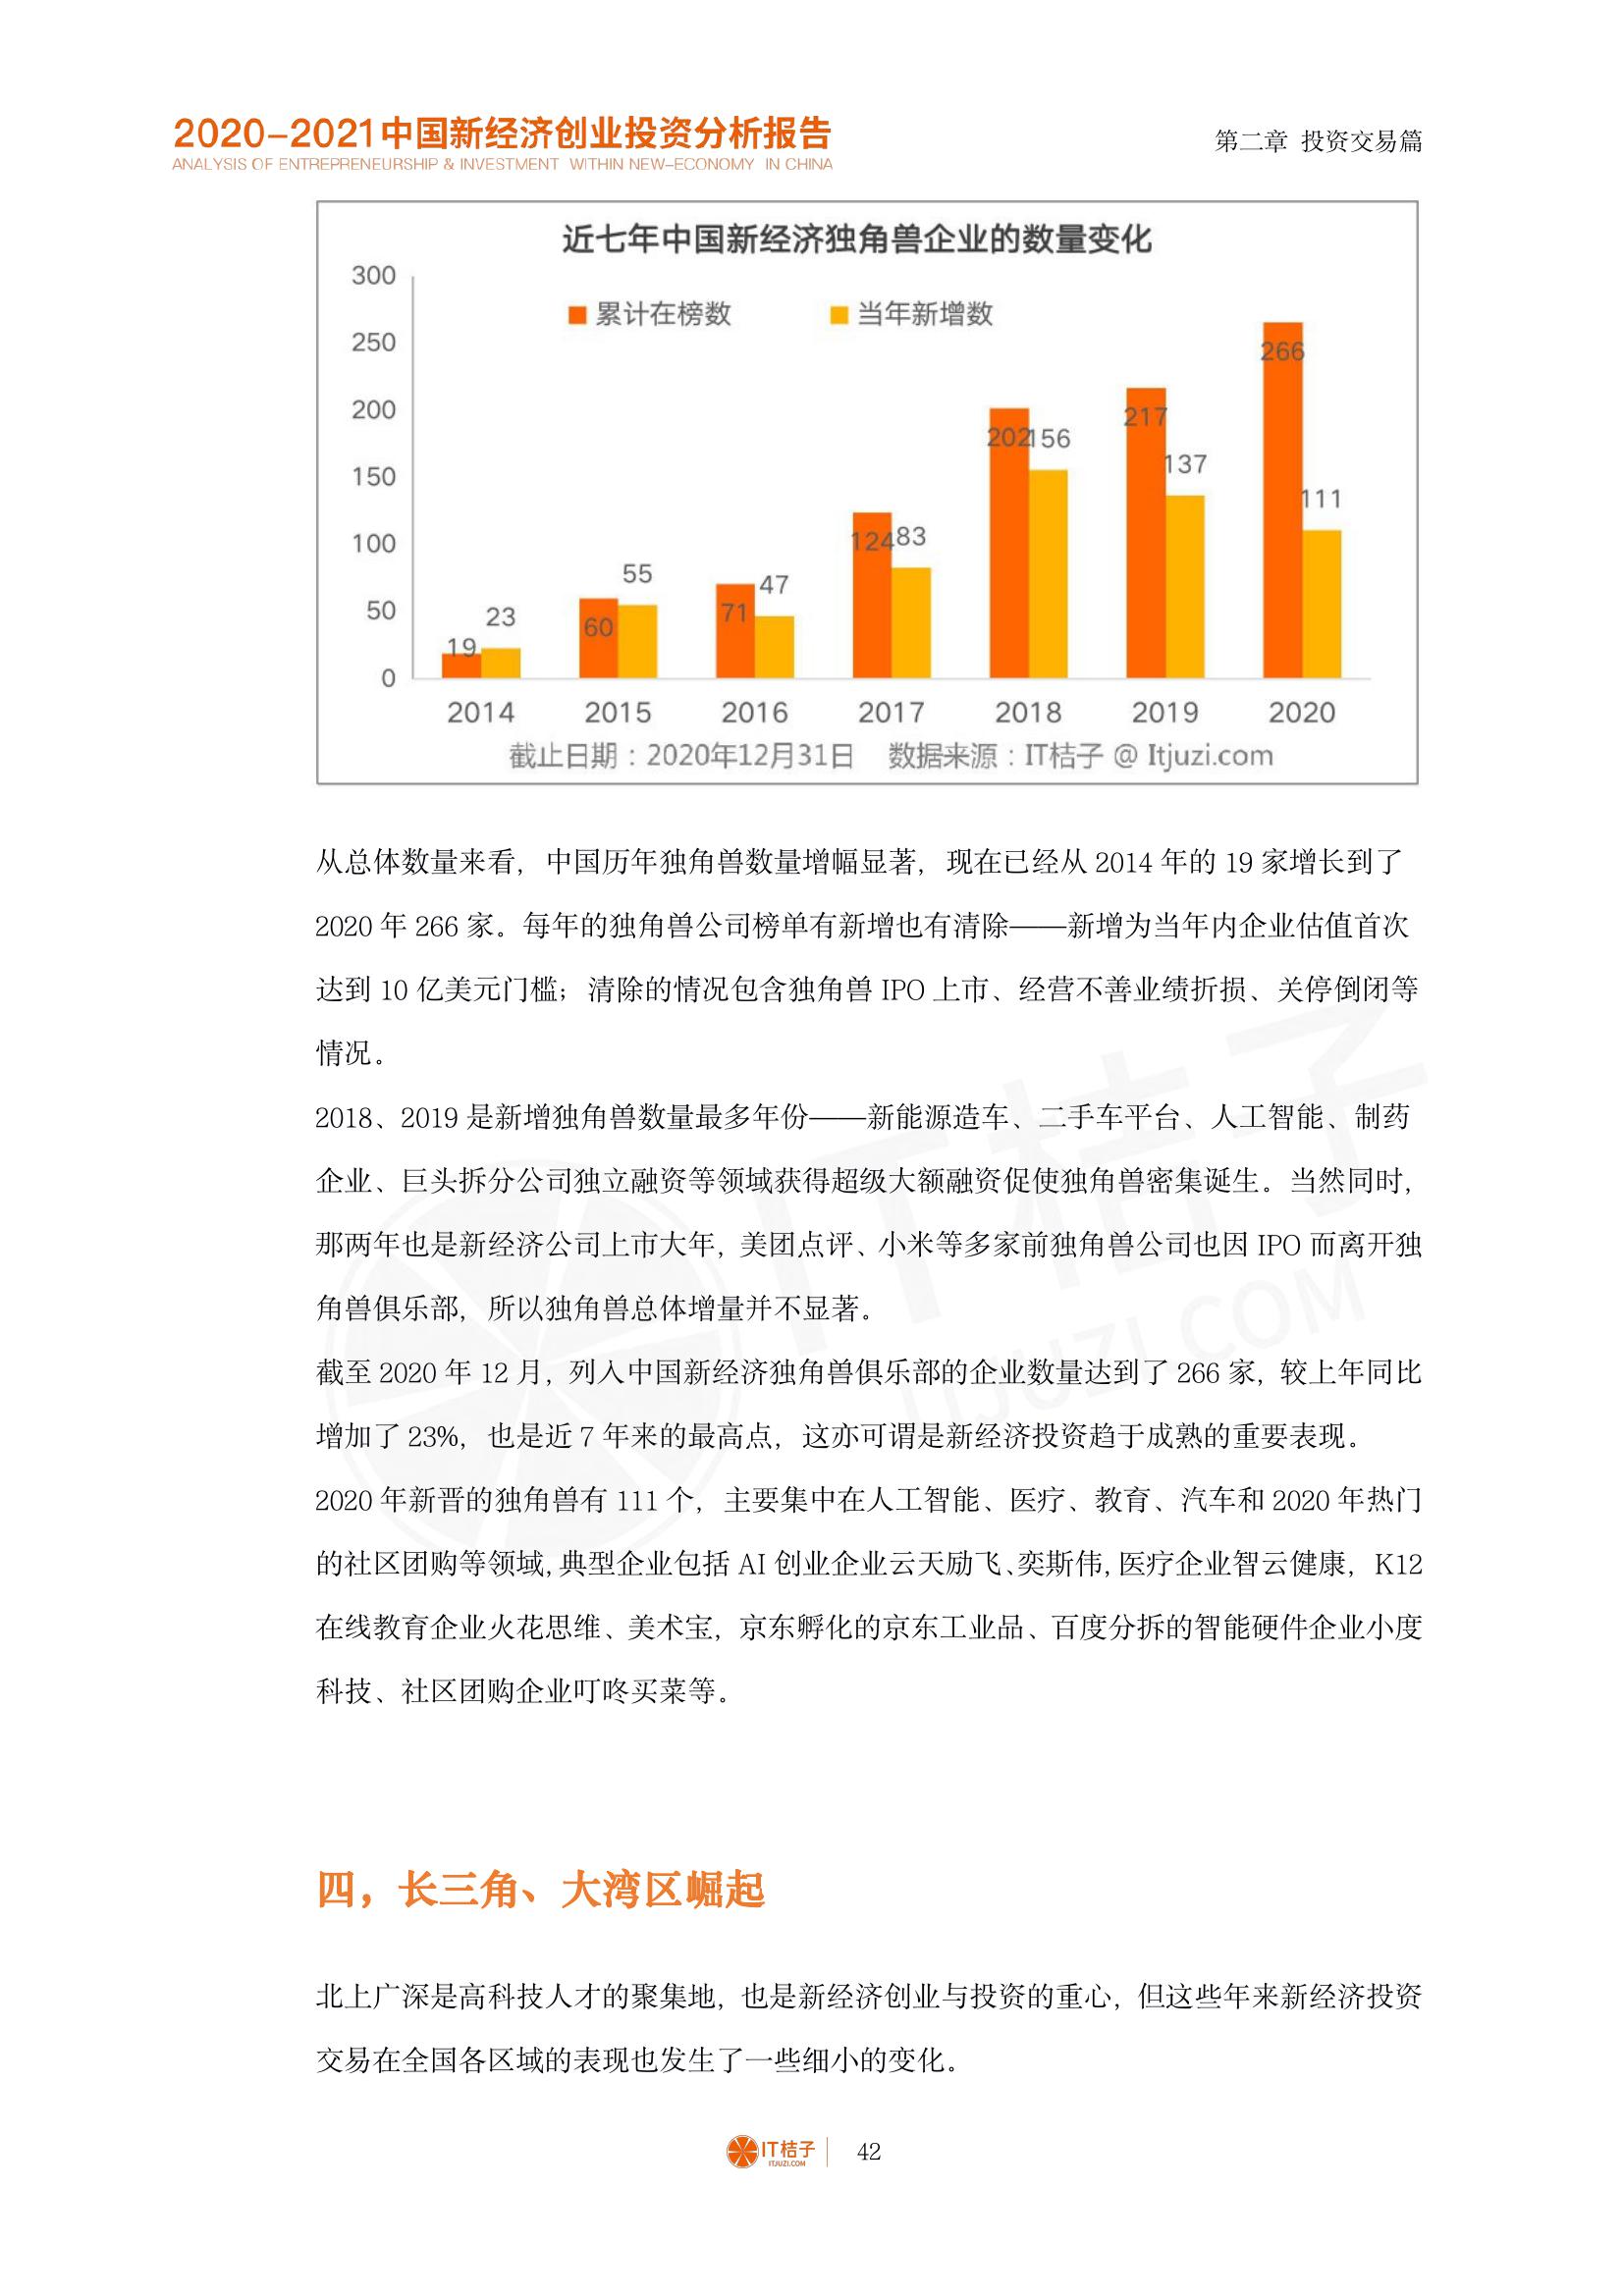 2020-2021中国新经济创业投资分析报告
ANALYSIS OF ENTREPRENEURSHIP & INVESTMENT WITHIN NEW-ECONOMY IN CHINA
第二章 投资交易篇
近七年中国新经济独角兽企业的数量变化
累计在榜数 当年新增数
300
250
200
150
100
50
0
19 23
60 55
71 47
124 83
202 156
217 137
266 111
2014 2015 2016 2017 2018 2019 2020
截止日期：2020年12月31日 数据来源：IT桔子 @ Itjuzi.com
从总体数量来看，中国历年独角兽数量增幅显著，现在已经从 2014 年的 19 家增长到了
2020 年 266 家。每年的独角兽公司榜单有新增也有清除——新增为当年内企业估值首次
达到 10 亿美元门槛；清除的情况包含独角兽 IPO 上市、经营不善业绩折损、关停倒闭等
情况。
2018、2019 是新增独角兽数量最多年份——新能源造车、二手车平台、人工智能、制药
企业、巨头拆分公司独立融资等领域获得超级大额融资促使独角兽密集诞生。当然同时，
那两年也是新经济公司上市大年，美团点评、小米等多家前独角兽公司也因 IPO 而离开独
角兽俱乐部，所以独角兽总体增量并不显著。
截至 2020 年 12 月，列入中国新经济独角兽俱乐部的企业数量达到了 266 家，较上年同比
增加了 23%，也是近 7 年来的最高点，这亦可谓是新经济投资趋于成熟的重要表现。
2020 年新晋的独角兽有 111 个，主要集中在人工智能、医疗、教育、汽车和 2020 年热门
的社区团购等领域，典型企业包括 AI 创业企业云天励飞、奕斯伟，医疗企业智云健康，K12
在线教育企业火花思维、美术宝，京东孵化的京东工业品、百度分拆的智能硬件企业小度
科技、社区团购企业叮咚买菜等。
IT桔子
ITJUZI.COM
四，长三角、大湾区崛起
北上广深是高科技人才的聚集地，也是新经济创业与投资的重心，但这些年来新经济投资
交易在全国各区域的表现也发生了一些细小的变化。
IT桔子
ITJUZI.COM
42